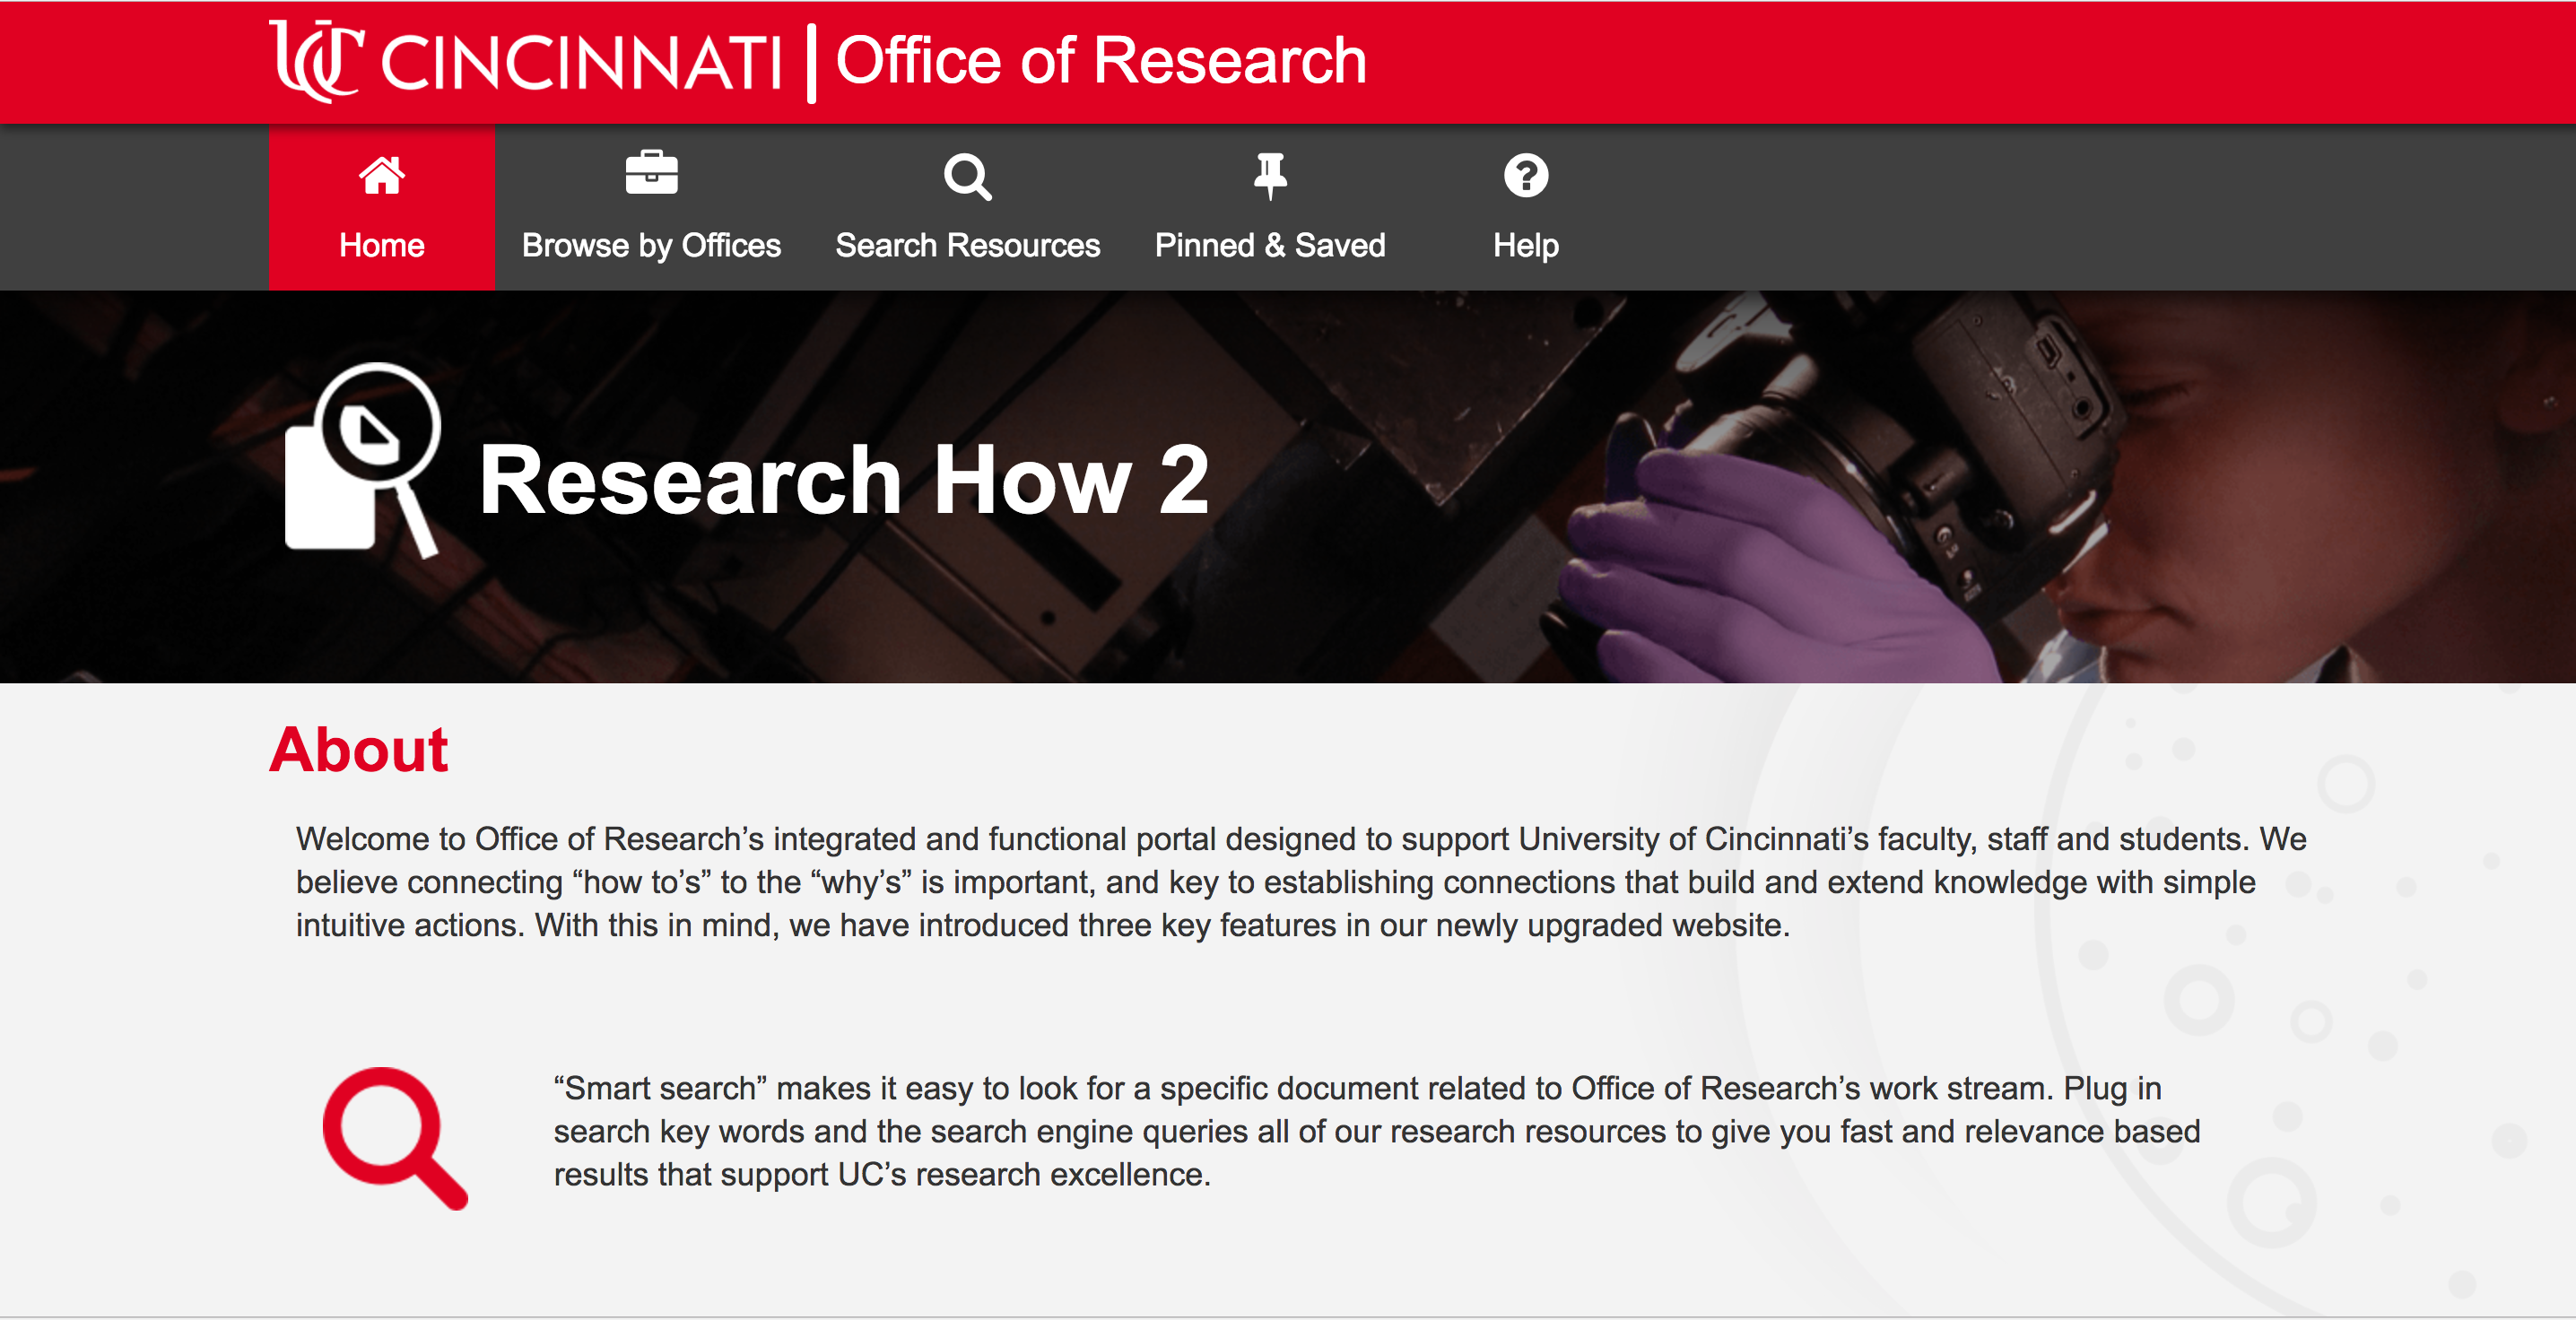 UC CINCINNATI | Office of Research
Home Browse by Offices Search Resources Pinned & Saved Help
Research How 2
About
Welcome to Office of Research’s integrated and functional portal designed to support University of Cincinnati’s faculty, staff and students. We
believe connecting “how to’s” to the “why’s” is important, and key to establishing connections that build and extend knowledge with simple
intuitive actions. With this in mind, we have introduced three key features in our newly upgraded website.
“Smart search” makes it easy to look for a specific document related to Office of Research’s work stream. Plug in
search key words and the search engine queries all of our research resources to give you fast and relevance based
results that support UC’s research excellence.